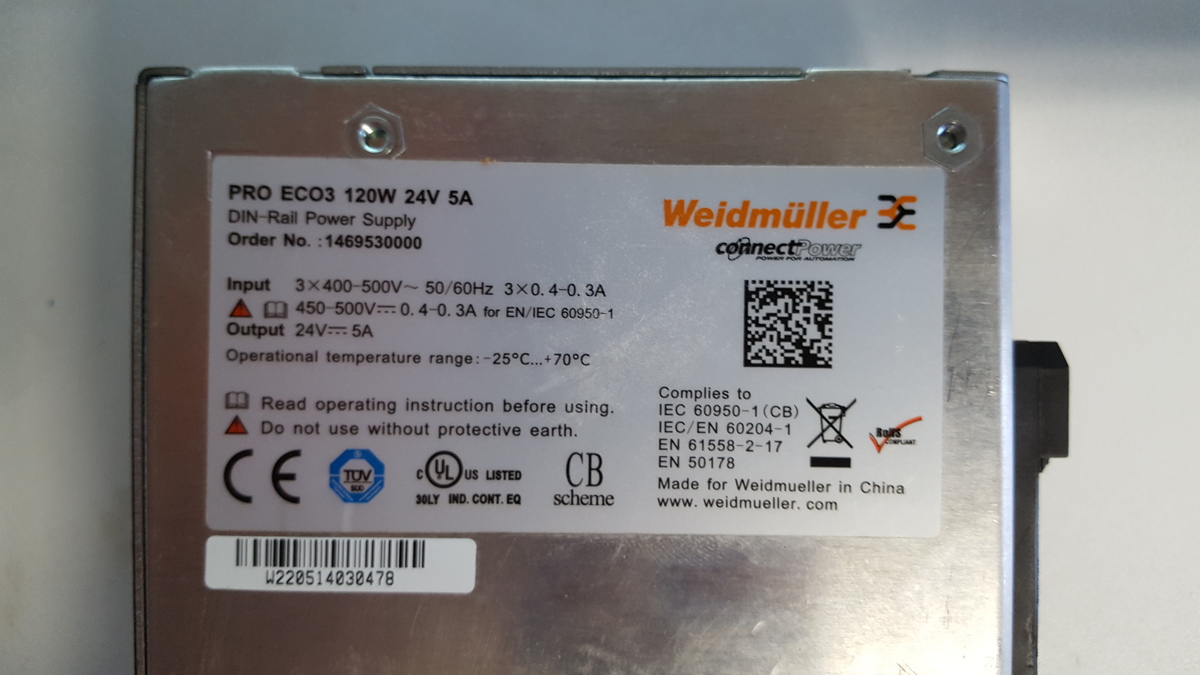 PRO ECO3 120W 24V 5A
DIN-Rail Power Supply
Order No. :1469530000
Weidmüller
connectPower
POWER FOR AUTOMATION
Input 3×400-500V~ 50/60Hz 3×0.4-0.3A
450-500V⎓ 0.4-0.3A for EN/IEC 60950-1
Output 24V⎓ 5A
Operational temperature range:-25°C...+70°C
Read operating instruction before using.
Do not use without protective earth.
CE
TÜV
SÜD
C UL US LISTED
30LY IND. CONT. EQ
CB
scheme
Complies to
IEC 60950-1(CB)
IEC/EN 60204-1
EN 61558-2-17
EN 50178
RoHS
COMPLIANT
Made for Weidmueller in China
www. weidmueller. com
W220514030478